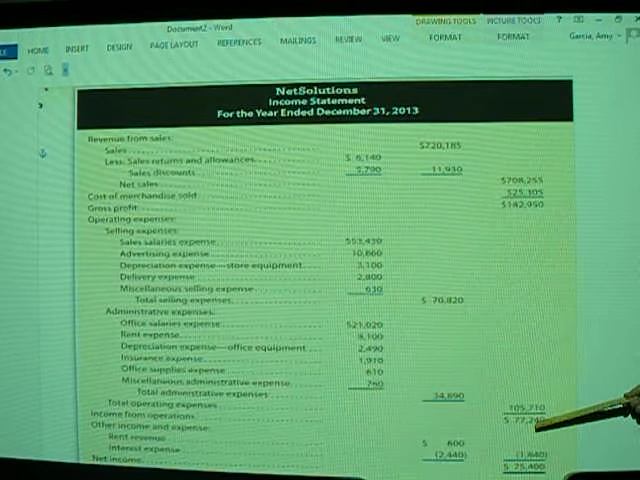 Document2 - Word
DRAWING TOOLS PICTURE TOOLS ?
HOME INSERT DESIGN PAGE LAYOUT REFERENCES MAILINGS REVIEW VIEW FORMAT FORMAT Garcia, Amy
NetSolutions
Income Statement
For the Year Ended December 31, 2013
Revenue from sales:
Sales $720,185
Less: Sales returns and allowances $ 6,140
Sales discounts 5,790 11,930
Net sales $708,255
Cost of merchandise sold 525,305
Gross profit $182,950
Operating expenses:
Selling expenses:
Sales salaries expense $53,430
Advertising expense 10,860
Depreciation expense—store equipment 3,100
Delivery expense 2,800
Miscellaneous selling expense 630
Total selling expenses $ 70,820
Administrative expenses:
Office salaries expense $21,020
Rent expense 8,100
Depreciation expense—office equipment 2,490
Insurance expense 1,910
Office supplies expense 610
Miscellaneous administrative expense 760
Total administrative expenses 34,890
Total operating expenses 105,710
Income from operations $ 77,240
Other income and expense:
Rent revenue $ 600
Interest expense (2,440) (1,840)
Net income $ 75,400